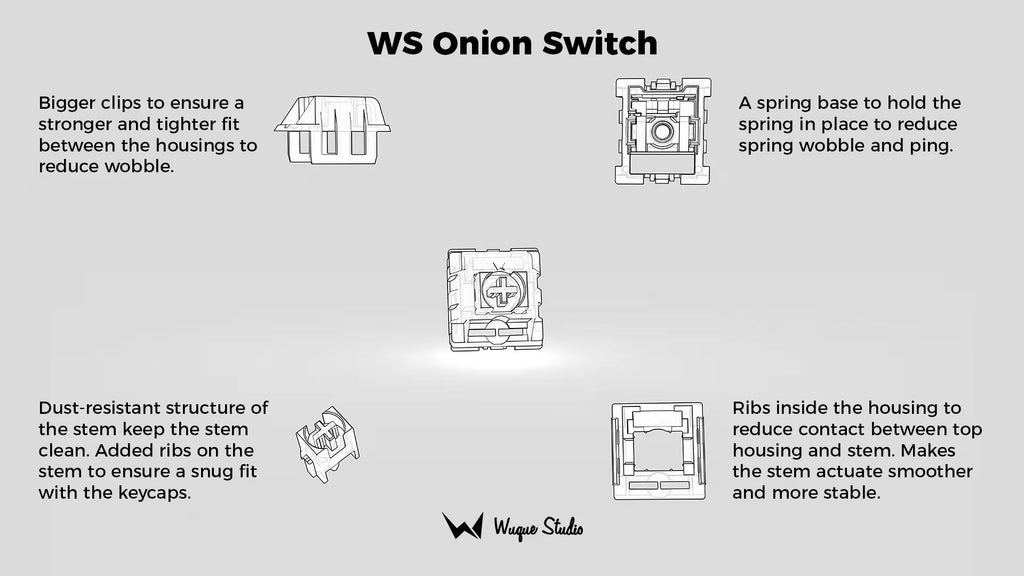 WS Onion Switch
Bigger clips to ensure a
stronger and tighter fit
between the housings to
reduce wobble.
A spring base to hold the
spring in place to reduce
spring wobble and ping.
Dust-resistant structure of
the stem keep the stem
clean. Added ribs on the
stem to ensure a snug fit
with the keycaps.
Ribs inside the housing to
reduce contact between top
housing and stem. Makes
the stem actuate smoother
and more stable.
Wuque Studio